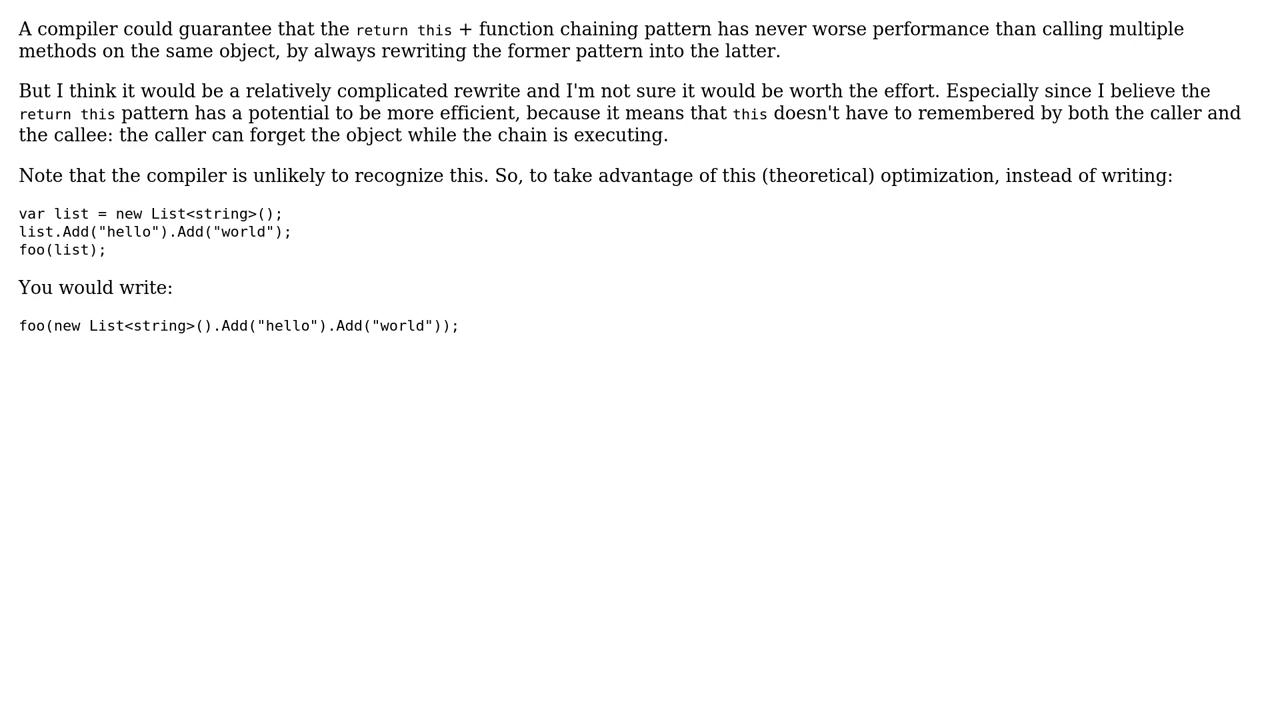 A compiler could guarantee that the return this + function chaining pattern has never worse performance than calling multiple
methods on the same object, by always rewriting the former pattern into the latter.
But I think it would be a relatively complicated rewrite and I'm not sure it would be worth the effort. Especially since I believe the
return this pattern has a potential to be more efficient, because it means that this doesn't have to remembered by both the caller and
the callee: the caller can forget the object while the chain is executing.
Note that the compiler is unlikely to recognize this. So, to take advantage of this (theoretical) optimization, instead of writing:
var list = new List<string>();
list.Add("hello").Add("world");
foo(list);
You would write:
foo(new List<string>().Add("hello").Add("world"));